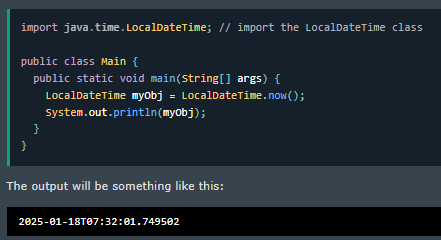 import java.time.LocalDateTime; // import the LocalDateTime class
public class Main {
public static void main(String[] args) {
LocalDateTime myObj = LocalDateTime.now();
System.out.println(myObj);
}
}
The output will be something like this:
2025-01-18T07:32:01.749502